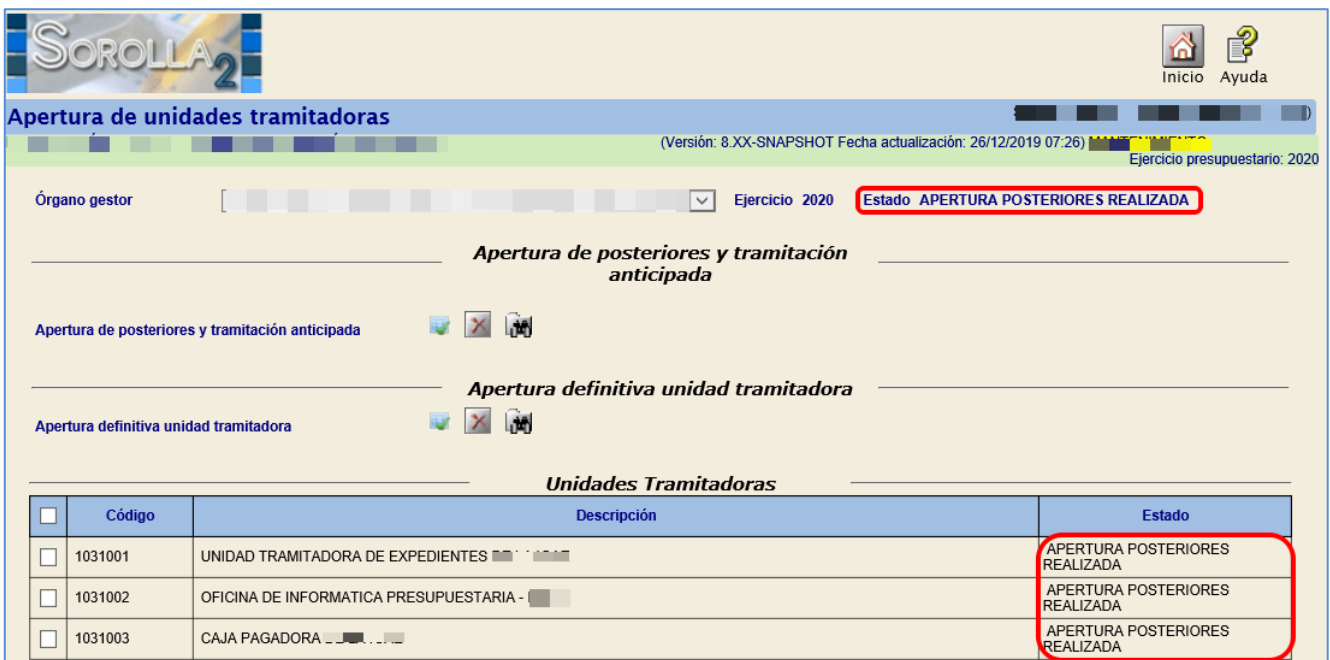 SOROLLA2
Inicio Ayuda
Apertura de unidades tramitadoras
(Versión: 8.XX-SNAPSHOT Fecha actualización: 26/12/2019 07:26)
Ejercicio presupuestario: 2020
Órgano gestor Ejercicio 2020 Estado APERTURA POSTERIORES REALIZADA
Apertura de posteriores y tramitación
anticipada
Apertura de posteriores y tramitación anticipada
Apertura definitiva unidad tramitadora
Apertura definitiva unidad tramitadora
Unidades Tramitadoras
Código Descripción Estado
1031001 UNIDAD TRAMITADORA DE EXPEDIENTES APERTURA POSTERIORES
REALIZADA
1031002 OFICINA DE INFORMATICA PRESUPUESTARIA - APERTURA POSTERIORES
REALIZADA
1031003 CAJA PAGADORA APERTURA POSTERIORES
REALIZADA